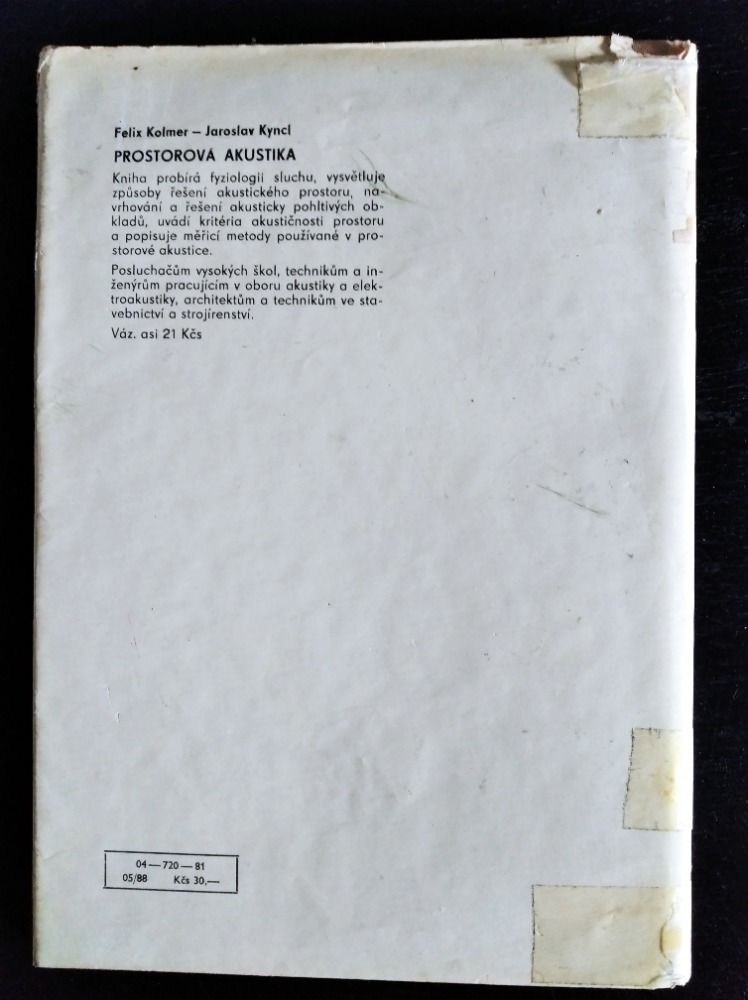 Felix Kolmer – Jaroslav Kyncl
PROSTOROVÁ AKUSTIKA
Kniha probírá fyziologii sluchu, vysvětluje
způsoby řešení akustického prostoru, na-
vrhování a řešení akusticky pohltivých ob-
kladů, uvádí kritéria akustičnosti prostoru
a popisuje měřicí metody používané v pro-
storové akustice.
Posluchačům vysokých škol, technikům a in-
ženýrům pracujícím v oboru akustiky a elek-
troakustiky, architektům a technikům ve sta-
vebnictví a strojírenství.
Váz. asi 21 Kčs
04—720—81
05/88 Kčs 30,—